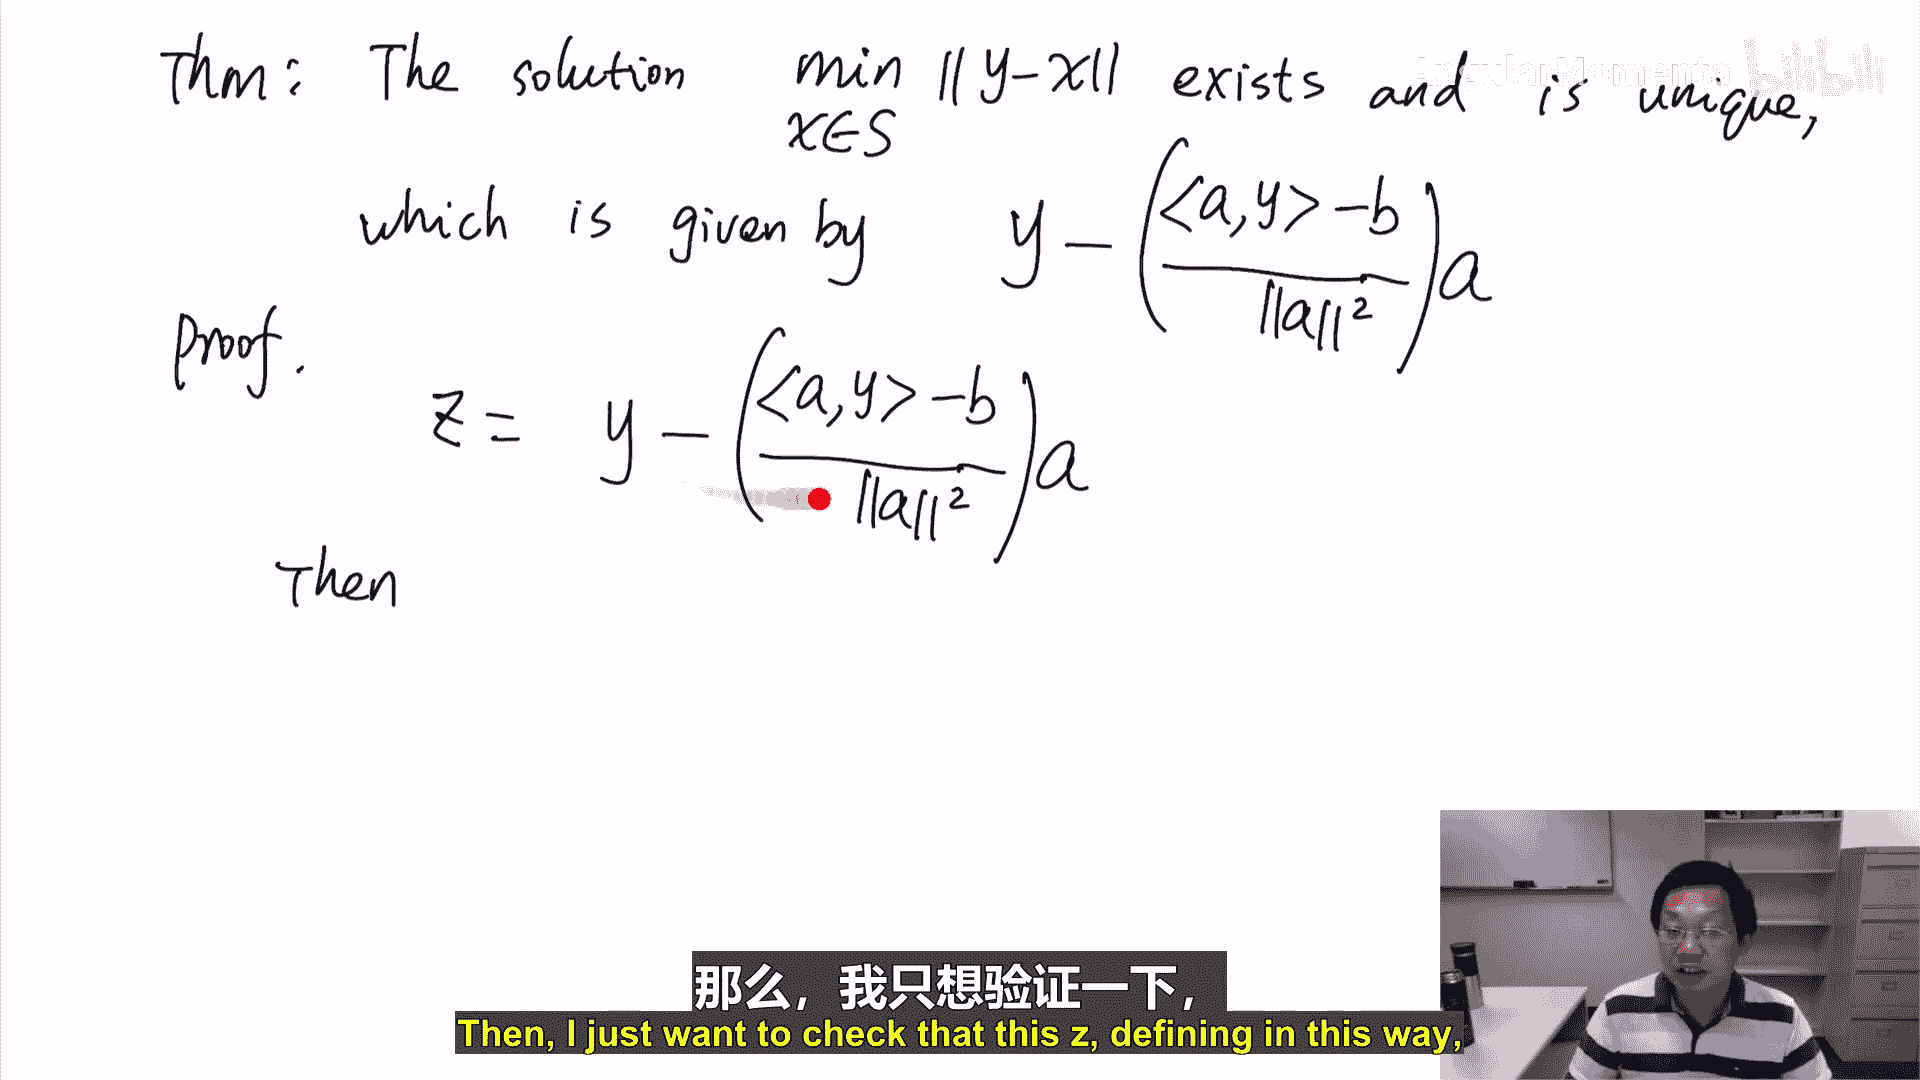 Thm: The solution min ||y-x|| exists and is unique,
x∈S
which is given by y - (<a,y> -b / ||a||²) a
Proof.
z = y - (<a,y> -b / ||a||²) a
Then
bilibili
那么，我只想验证一下，
Then, I just want to check that this z, defining in this way,